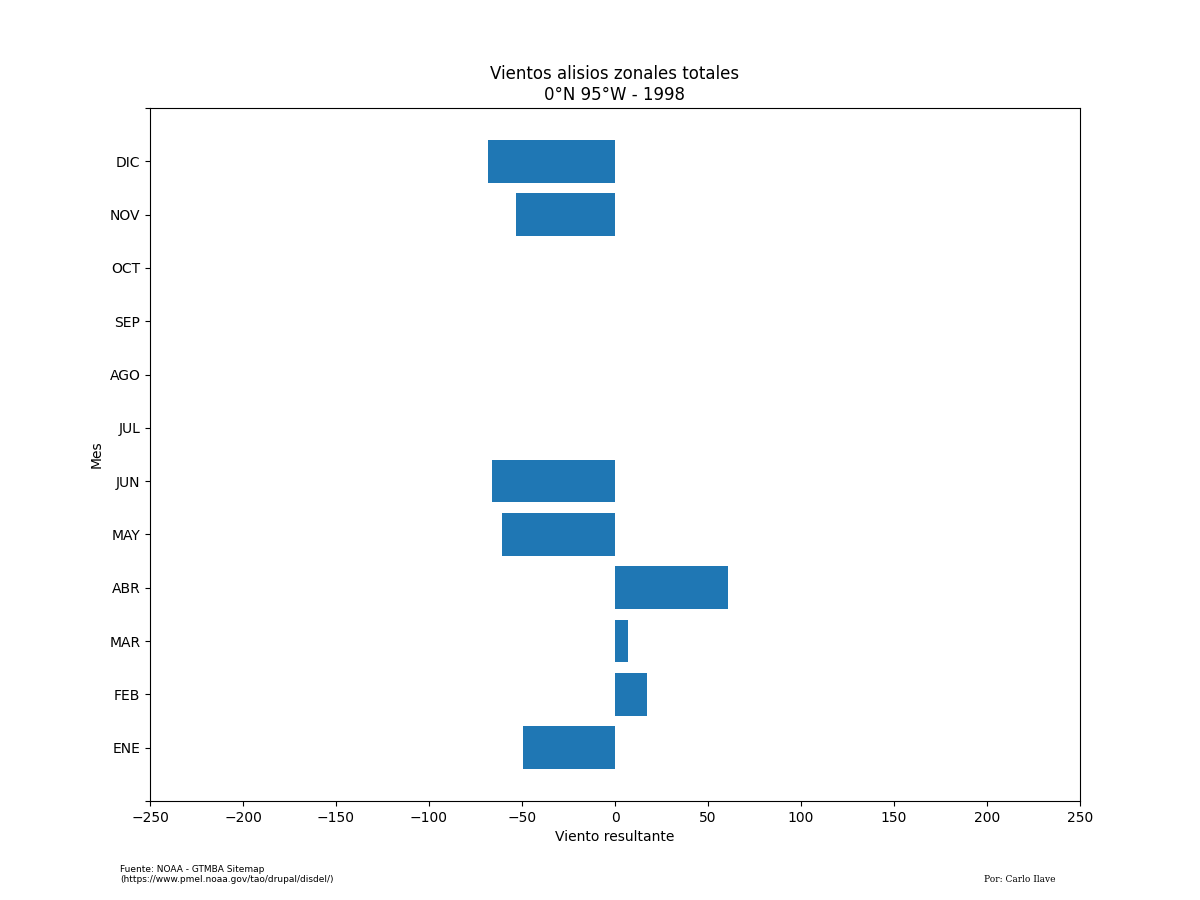 Vientos alisios zonales totales
0°N 95°W - 1998
DIC
NOV
OCT
SEP
AGO
JUL
JUN
MAY
ABR
MAR
FEB
ENE
Mes
−250 −200 −150 −100 −50 0 50 100 150 200 250
Viento resultante
Fuente: NOAA - GTMBA Sitemap
(https://www.pmel.noaa.gov/tao/drupal/disdel/)
Por: Carlo Ilave